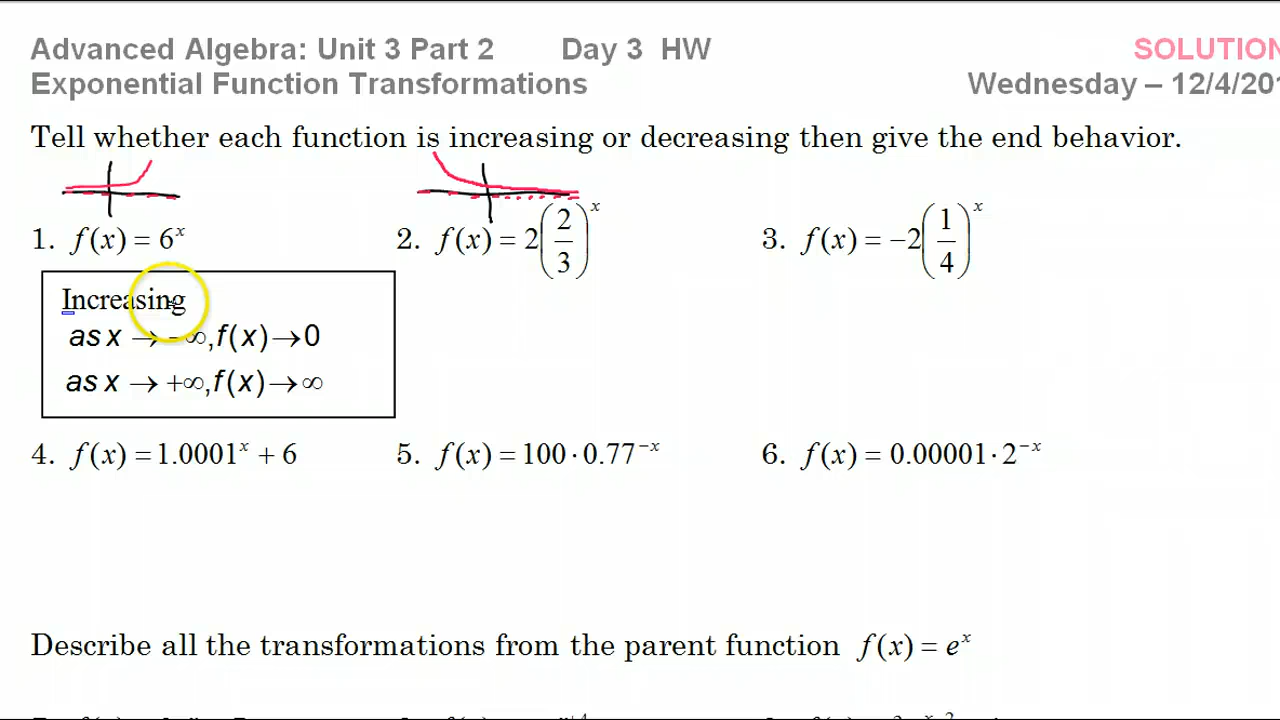 Advanced Algebra: Unit 3 Part 2 Day 3 HW SOLUTION
Exponential Function Transformations Wednesday – 12/4/201
Tell whether each function is increasing or decreasing then give the end behavior.
1. f(x) = 6^x 2. f(x) = 2(2/3)^x 3. f(x) = −2(1/4)^x
Increasing
as x → −∞, f(x) → 0
as x → +∞, f(x) → ∞
4. f(x) = 1.0001^x + 6 5. f(x) = 100 · 0.77^−x 6. f(x) = 0.00001 · 2^−x
Describe all the transformations from the parent function f(x) = e^x